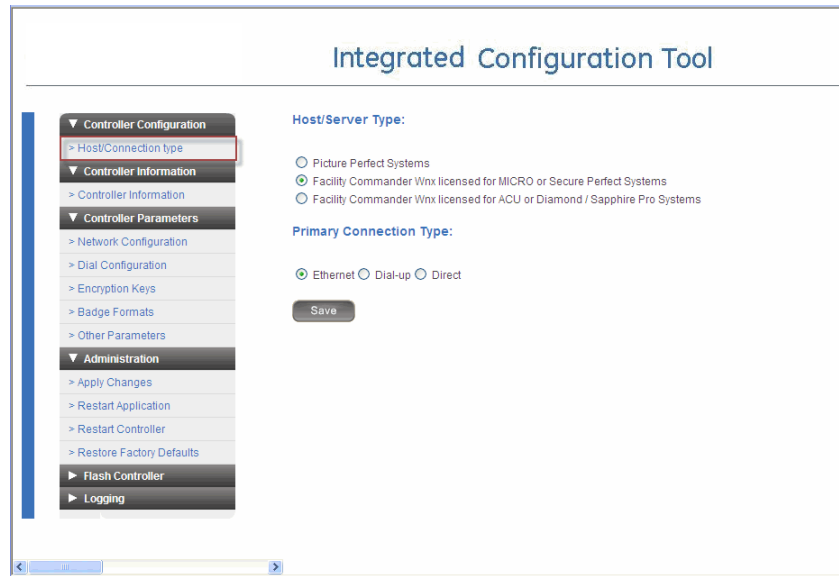 Integrated Configuration Tool
▼ Controller Configuration
> Host/Connection type
▼ Controller Information
> Controller Information
▼ Controller Parameters
> Network Configuration
> Dial Configuration
> Encryption Keys
> Badge Formats
> Other Parameters
▼ Administration
> Apply Changes
> Restart Application
> Restart Controller
> Restore Factory Defaults
► Flash Controller
► Logging
Host/Server Type:
Picture Perfect Systems
Facility Commander Wnx licensed for MICRO or Secure Perfect Systems
Facility Commander Wnx licensed for ACU or Diamond / Sapphire Pro Systems
Primary Connection Type:
Ethernet Dial-up Direct
Save